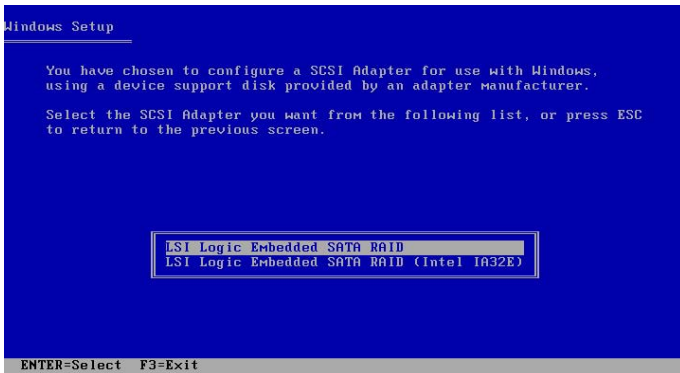 Windows Setup
You have chosen to configure a SCSI Adapter for use with Windows,
using a device support disk provided by an adapter manufacturer.
Select the SCSI Adapter you want from the following list, or press ESC
to return to the previous screen.
LSI Logic Embedded SATA RAID
LSI Logic Embedded SATA RAID (Intel IA32E)
ENTER=Select  F3=Exit